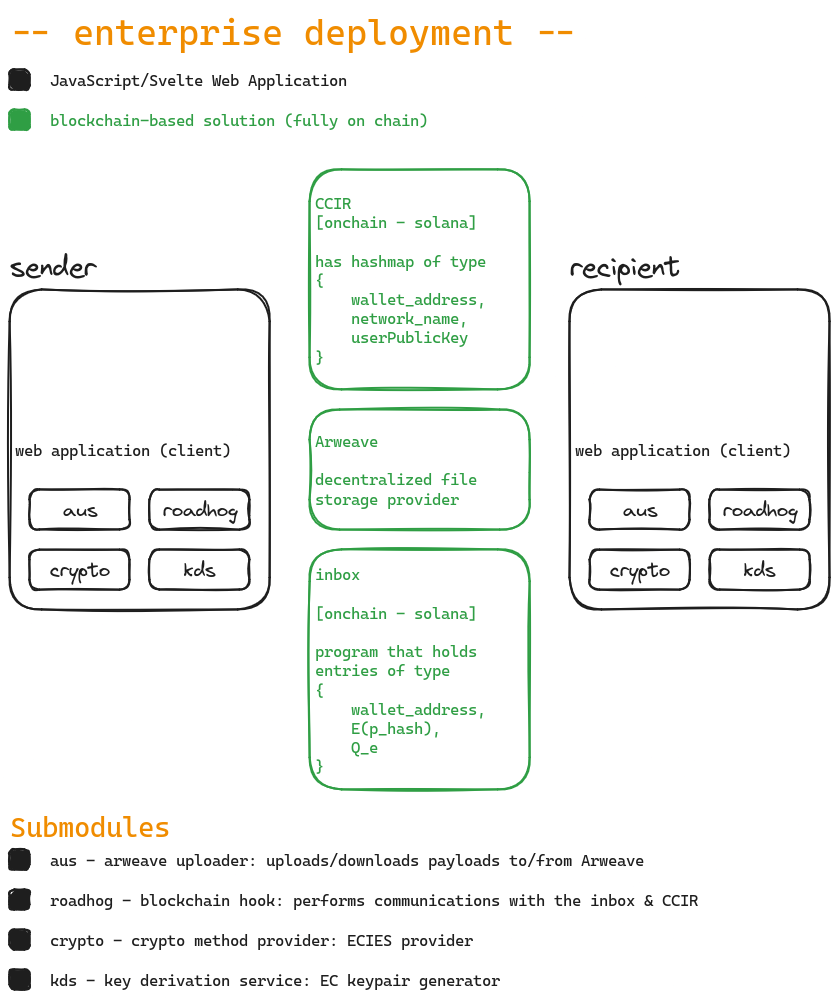 -- enterprise deployment --
JavaScript/Svelte Web Application
blockchain-based solution (fully on chain)
sender
web application (client)
aus
roadhog
crypto
kds
CCIR
[onchain - solana]
has hashmap of type
{
wallet_address,
network_name,
userPublicKey
}
Arweave
decentralized file
storage provider
inbox
[onchain - solana]
program that holds
entries of type
{
wallet_address,
E(p_hash),
Q_e
}
recipient
web application (client)
aus
roadhog
crypto
kds
Submodules
aus - arweave uploader: uploads/downloads payloads to/from Arweave
roadhog - blockchain hook: performs communications with the inbox & CCIR
crypto - crypto method provider: ECIES provider
kds - key derivation service: EC keypair generator